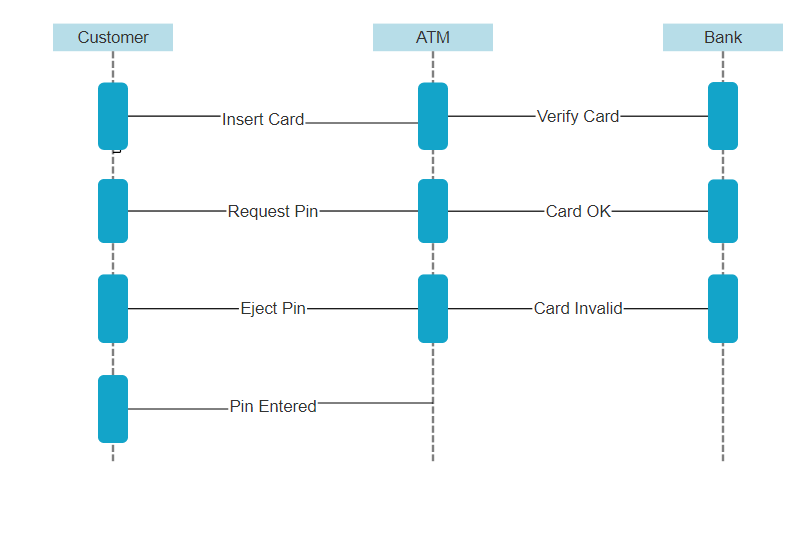 Customer
ATM
Bank
Insert Card
Verify Card
Request Pin
Card OK
Eject Pin
Card Invalid
Pin Entered